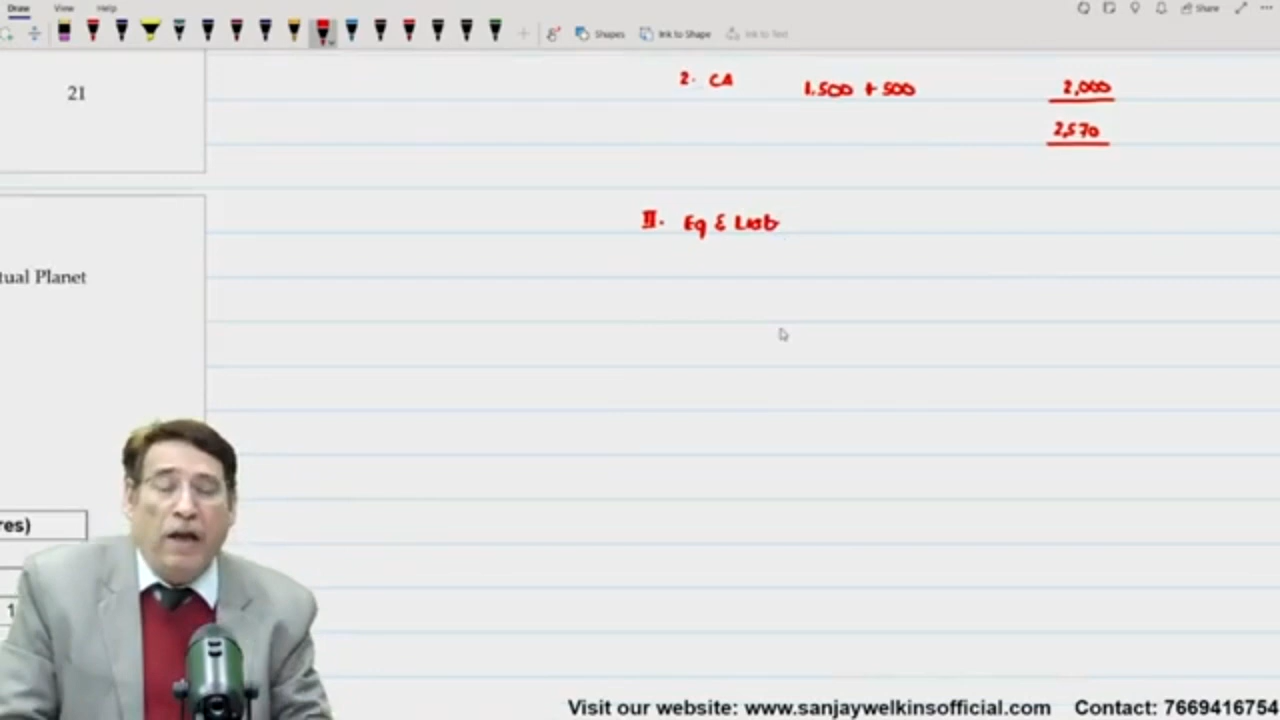 Draw View Help Share
Shapes Ink to Shape Ink to Text
21
2. CA 1,500 + 500 2,000
2,570
II. Eq & Liab
tual Planet
res)
1
Visit our website: www.sanjaywelkinsofficial.com Contact: 7669416754